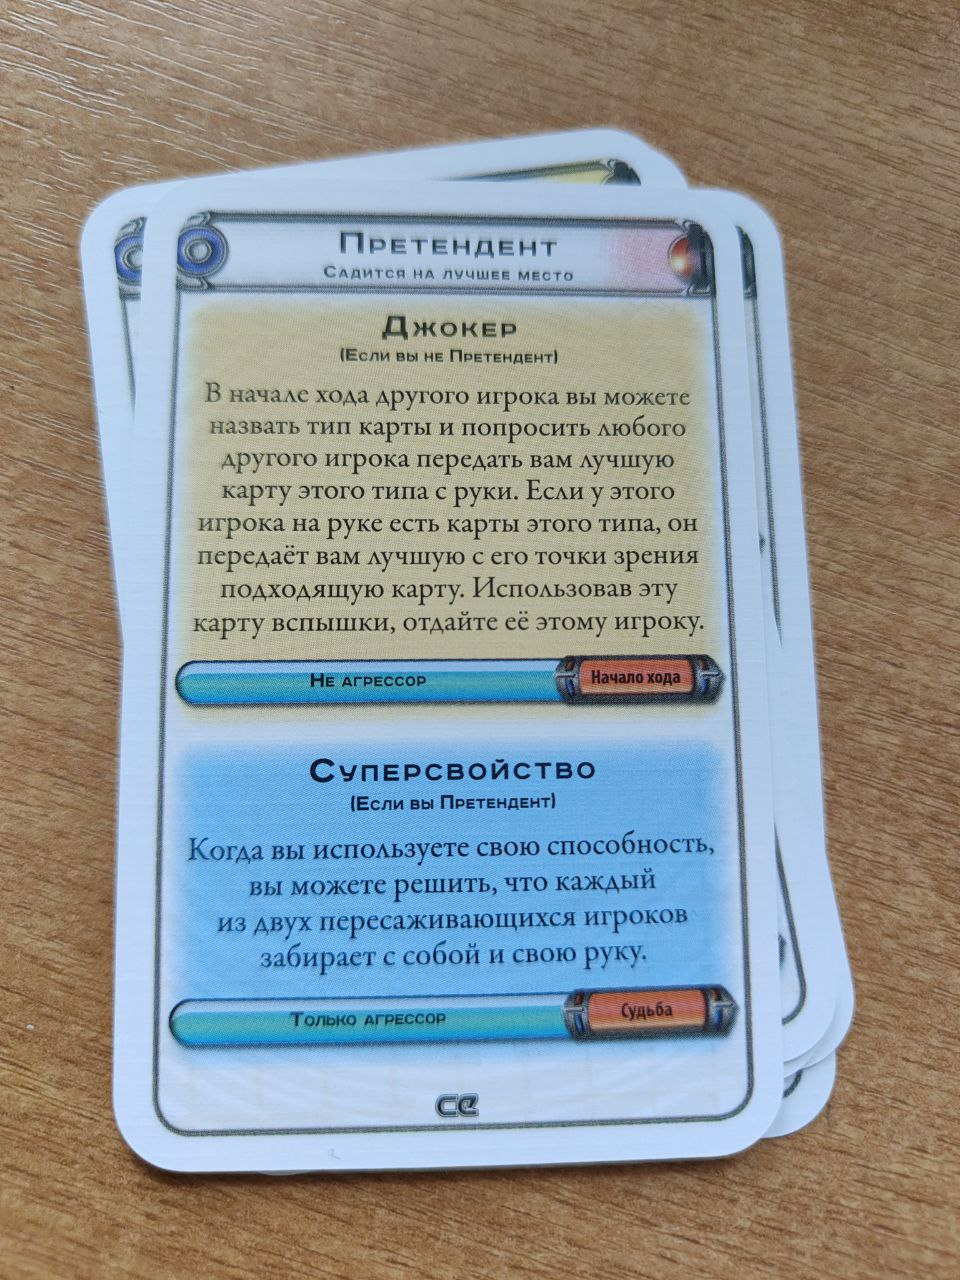 Претендент
Садится на лучшее место
Джокер
(Если вы не Претендент)
В начале хода другого игрока вы можете
назвать тип карты и попросить любого
другого игрока передать вам лучшую
карту этого типа с руки. Если у этого
игрока на руке есть карты этого типа, он
передаёт вам лучшую с его точки зрения
подходящую карту. Использовав эту
карту вспышки, отдайте её этому игроку.
Не агрессор Начало хода
Суперсвойство
(Если вы Претендент)
Когда вы используете свою способность,
вы можете решить, что каждый
из двух пересаживающихся игроков
забирает с собой и свою руку.
Только агрессор Судьба
CE